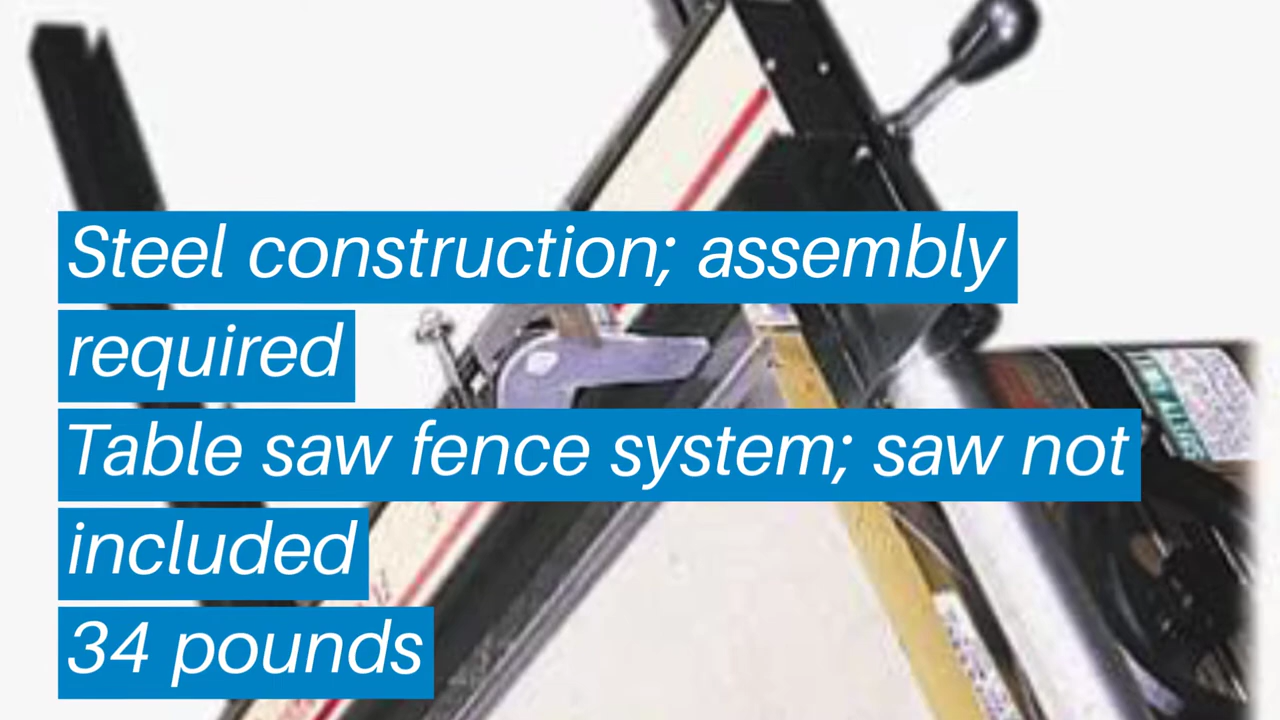 Steel construction; assembly
required
Table saw fence system; saw not
included
34 pounds